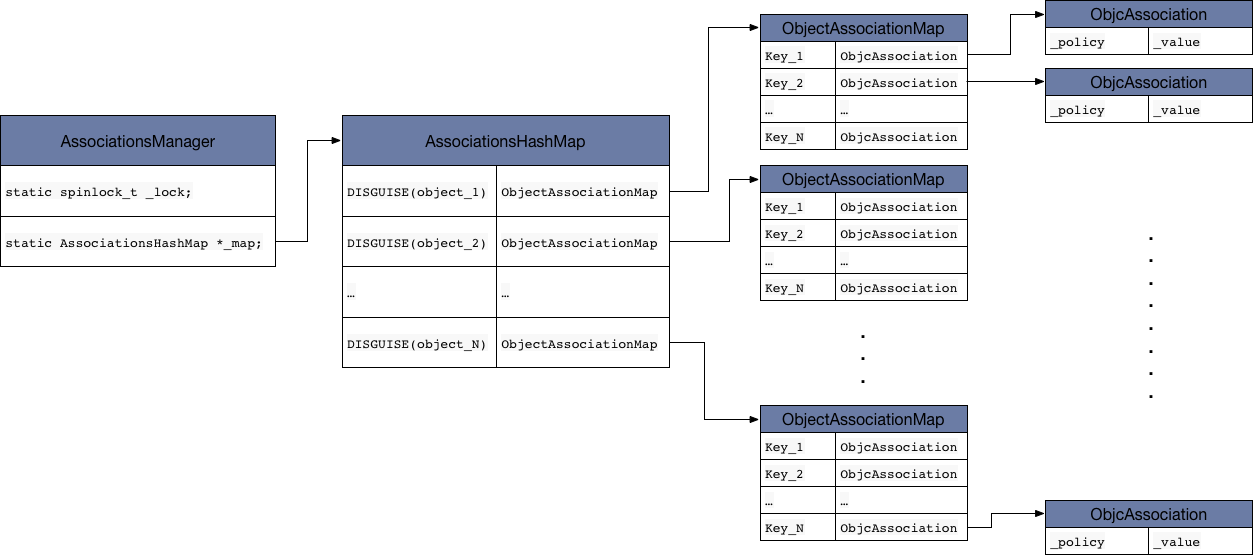 AssociationsManager
static spinlock_t _lock;
static AssociationsHashMap *_map;
AssociationsHashMap
DISGUISE(object_1) ObjectAssociationMap
DISGUISE(object_2) ObjectAssociationMap
… …
DISGUISE(object_N) ObjectAssociationMap
ObjectAssociationMap
Key_1 ObjcAssociation
Key_2 ObjcAssociation
… …
Key_N ObjcAssociation
ObjectAssociationMap
Key_1 ObjcAssociation
Key_2 ObjcAssociation
… …
Key_N ObjcAssociation
.
.
.
ObjectAssociationMap
Key_1 ObjcAssociation
Key_2 ObjcAssociation
… …
Key_N ObjcAssociation
ObjcAssociation
_policy _value
ObjcAssociation
_policy _value
.
.
.
.
.
.
.
.
ObjcAssociation
_policy _value